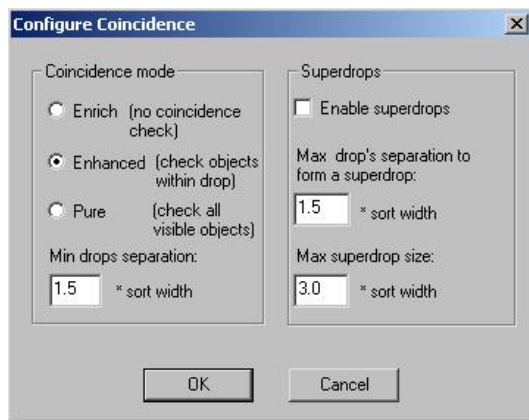 Configure Coincidence
Coincidence mode
Enrich (no coincidence
check)
Enhanced (check objects
within drop)
Pure (check all
visible objects)
Min drops separation:
1.5 * sort width
Superdrops
Enable superdrops
Max drop's separation to
form a superdrop:
1.5 * sort width
Max superdrop size:
3.0 * sort width
OK
Cancel